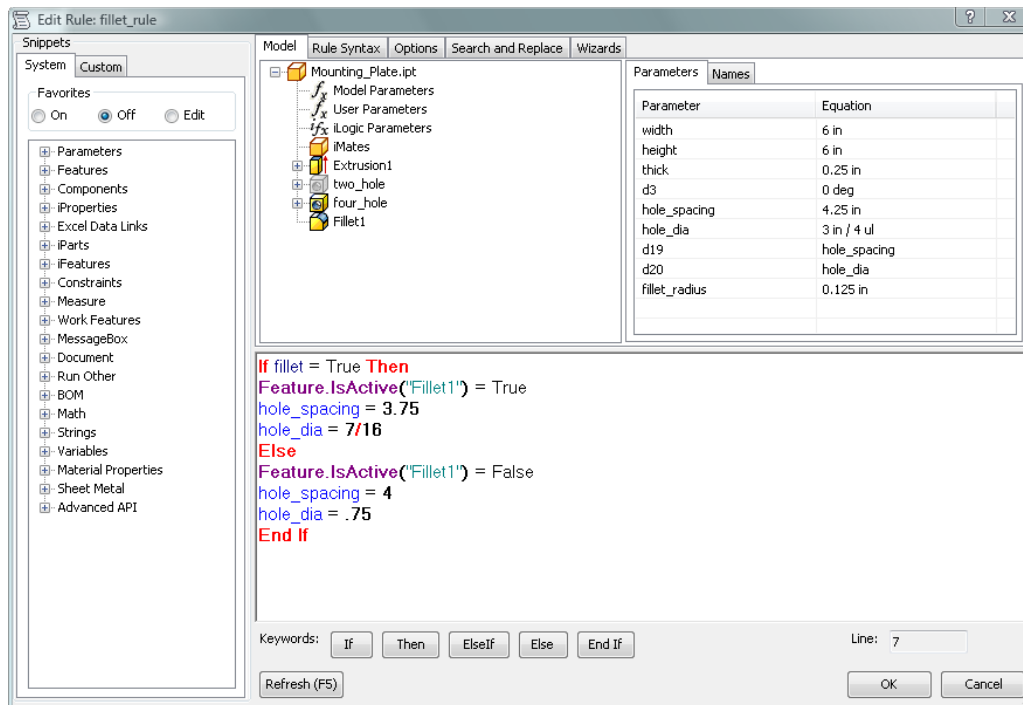 Edit Rule: fillet_rule
Snippets
System Custom
Favorites
On Off Edit
Parameters
Features
Components
iProperties
Excel Data Links
iParts
iFeatures
Constraints
Measure
Work Features
MessageBox
Document
Run Other
BOM
Math
Strings
Variables
Material Properties
Sheet Metal
Advanced API
Model Rule Syntax Options Search and Replace Wizards
Mounting_Plate.ipt
fx Model Parameters
fx User Parameters
ifx iLogic Parameters
iMates
Extrusion1
two_hole
four_hole
Fillet1
Parameters Names
Parameter Equation
width 6 in
height 6 in
thick 0.25 in
d3 0 deg
hole_spacing 4.25 in
hole_dia 3 in / 4 ul
d19 hole_spacing
d20 hole_dia
fillet_radius 0.125 in
If fillet = True Then
Feature.IsActive("Fillet1") = True
hole_spacing = 3.75
hole_dia = 7/16
Else
Feature.IsActive("Fillet1") = False
hole_spacing = 4
hole_dia = .75
End If
Keywords: If Then ElseIf Else End If
Line: 7
Refresh (F5)
OK Cancel